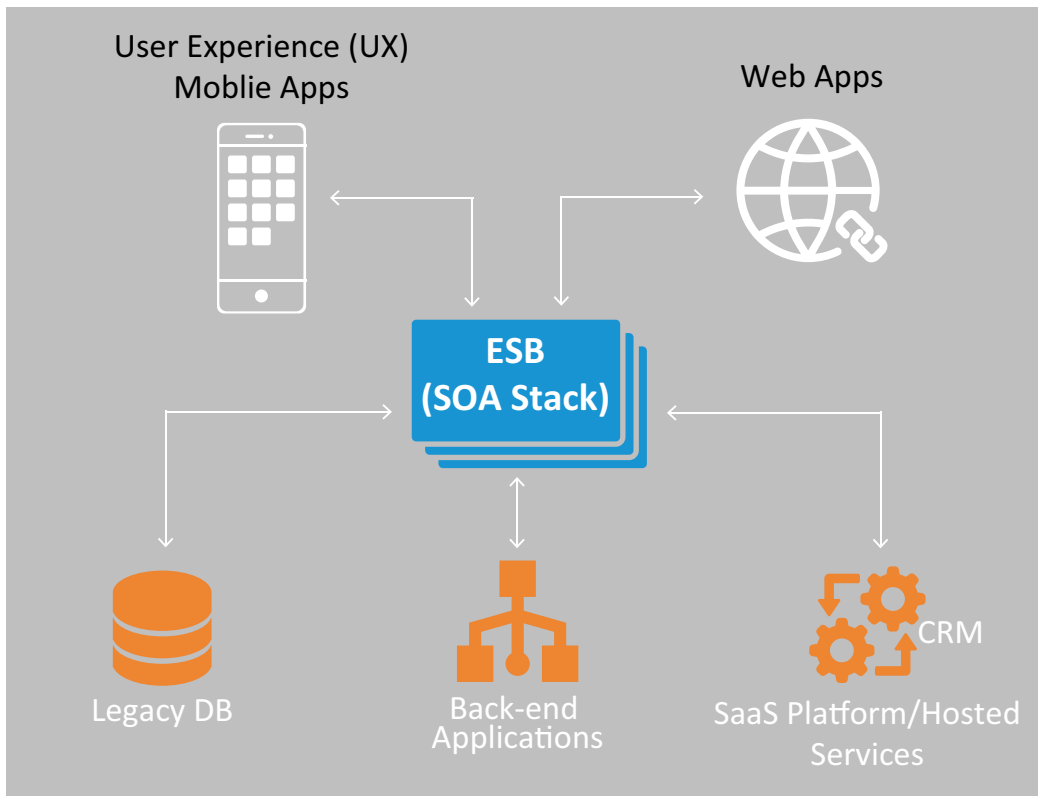 User Experience (UX)
Moblie Apps
Web Apps
ESB
(SOA Stack)
CRM
Legacy DB
Back-end
Applications
SaaS Platform/Hosted
Services